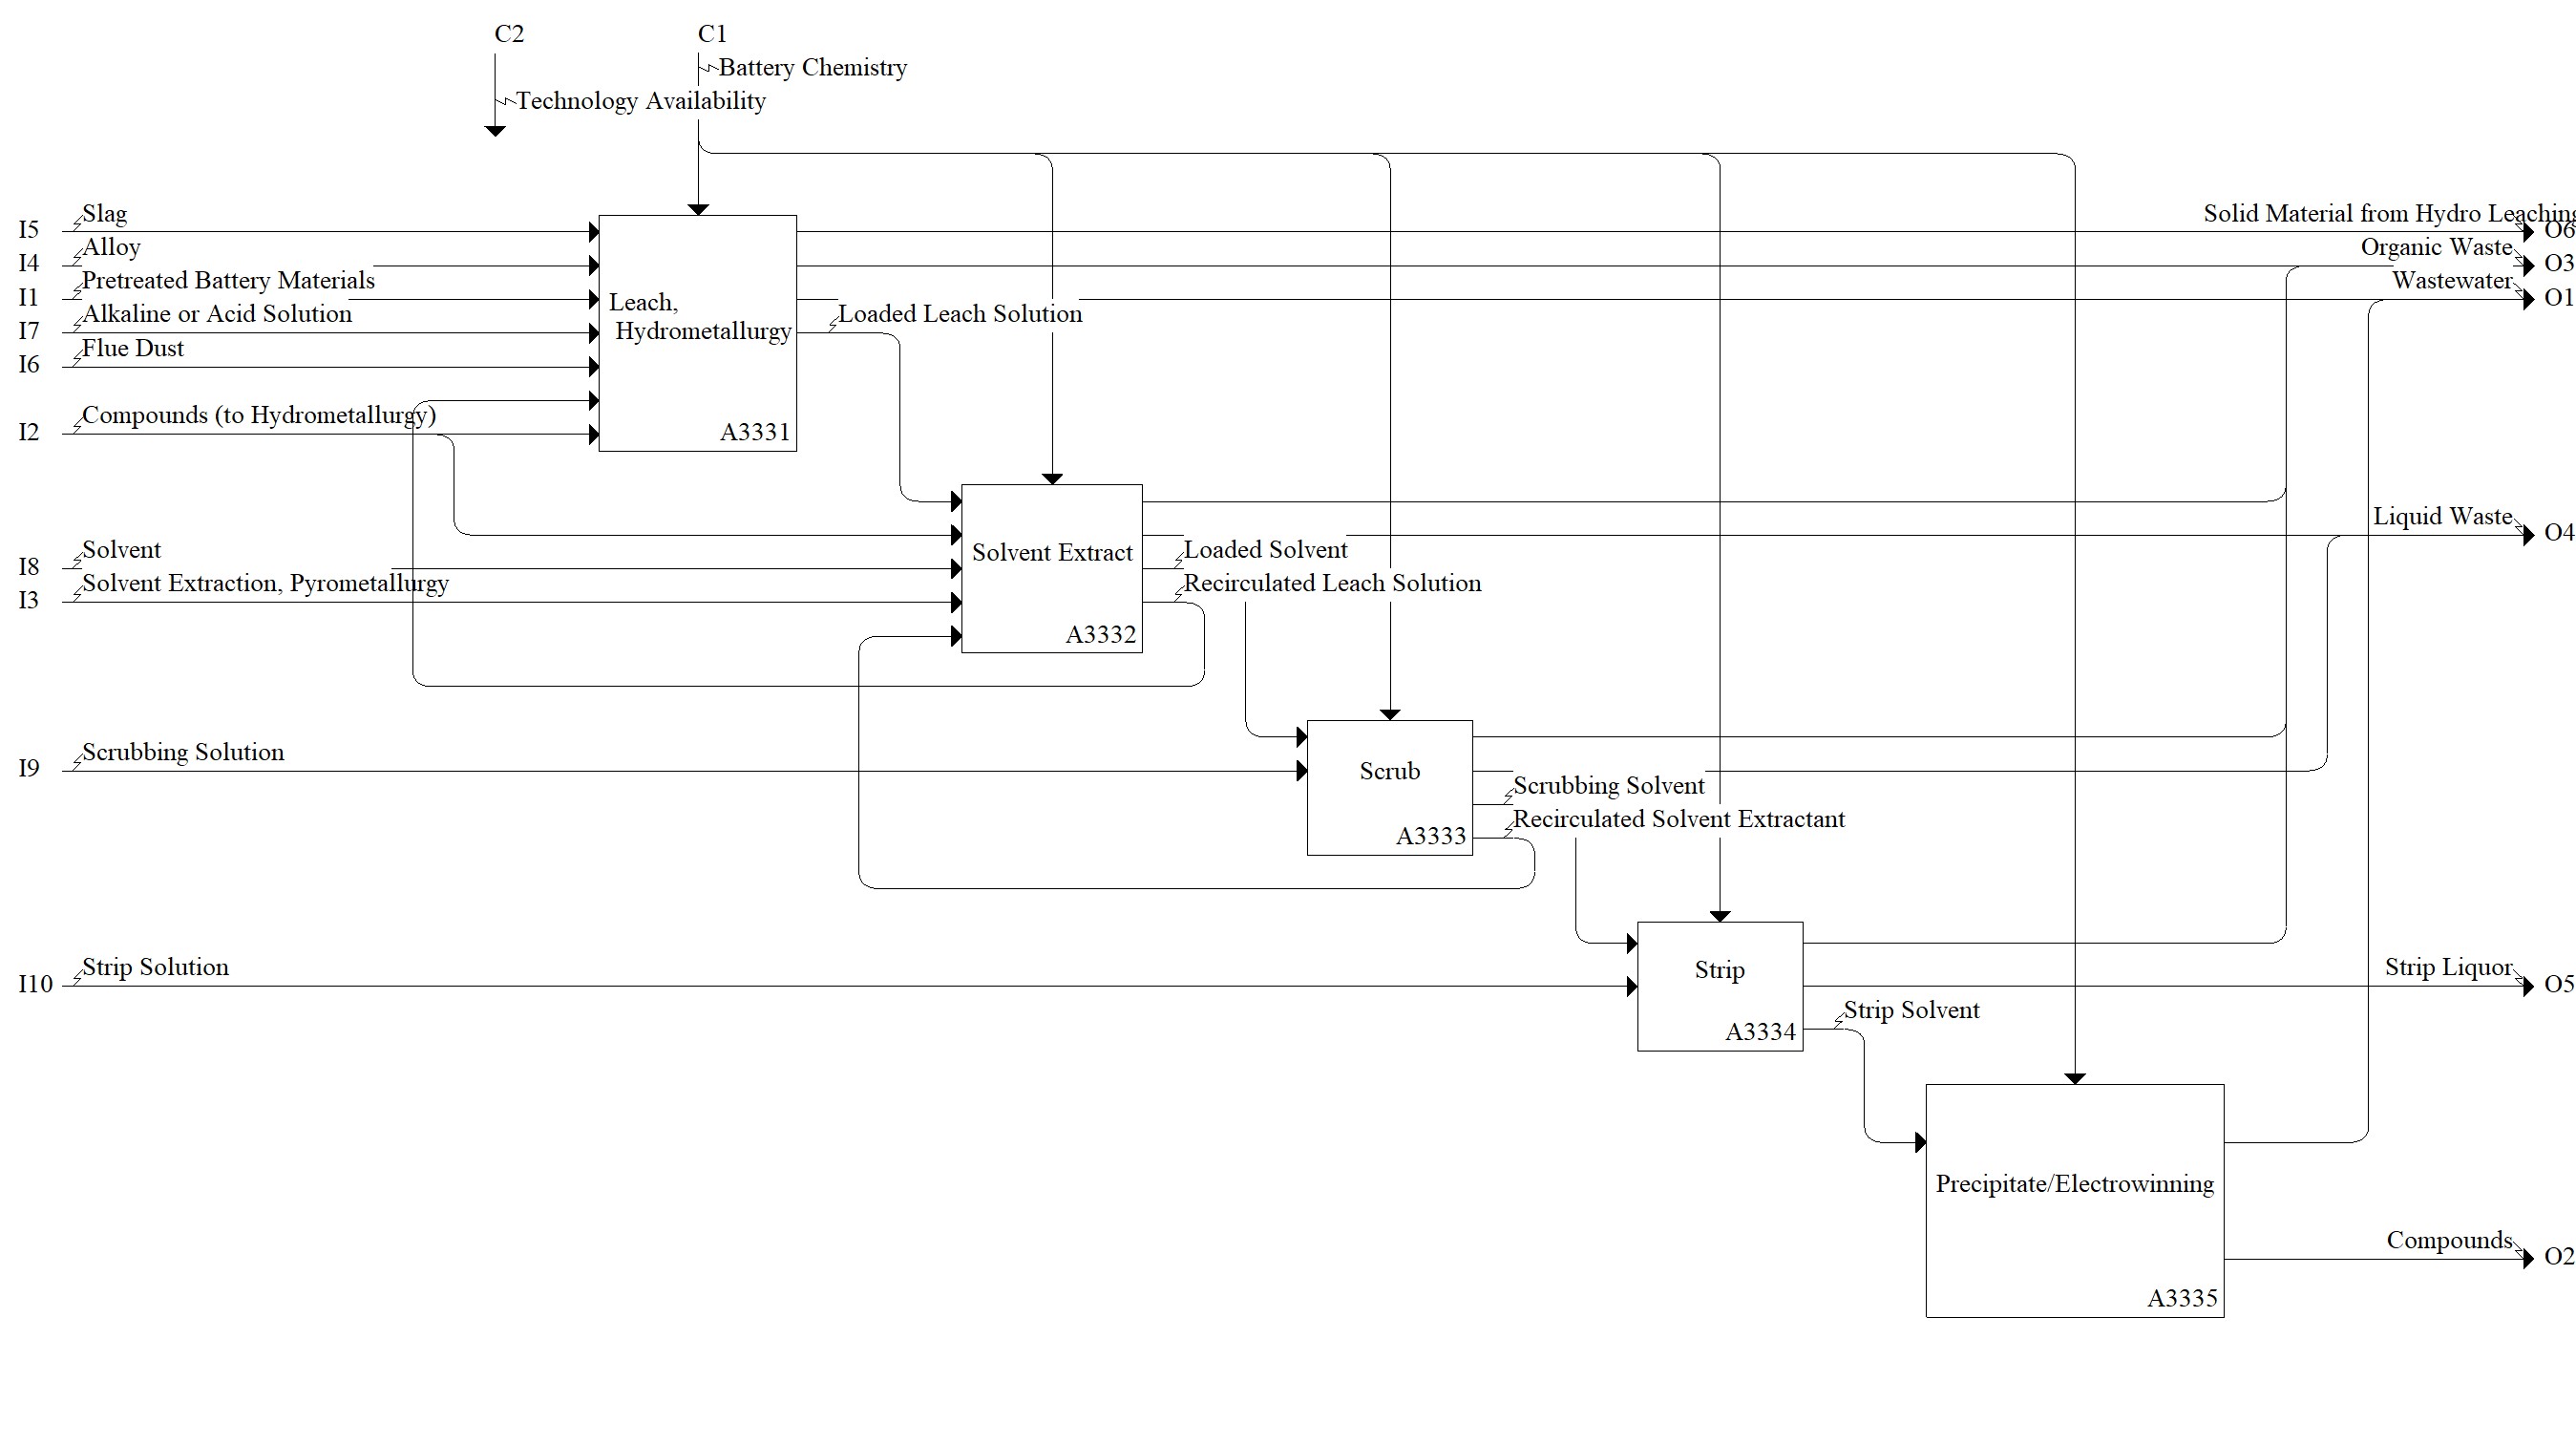 C2
C1
Battery Chemistry
Technology Availability
I5
Slag
I4
Alloy
I1
Pretreated Battery Materials
I7
Alkaline or Acid Solution
I6
Flue Dust
I2
Compounds (to Hydrometallurgy)
Leach,
Hydrometallurgy
A3331
Loaded Leach Solution
Solid Material from Hydro Leaching
O6
Organic Waste
O3
Wastewater
O1
I8
Solvent
I3
Solvent Extraction, Pyrometallurgy
Solvent Extract
A3332
Loaded Solvent
Recirculated Leach Solution
Liquid Waste
O4
I9
Scrubbing Solution
Scrub
A3333
Scrubbing Solvent
Recirculated Solvent Extractant
I10
Strip Solution
Strip
A3334
Strip Liquor
O5
Strip Solvent
Precipitate/Electrowinning
A3335
Compounds
O2